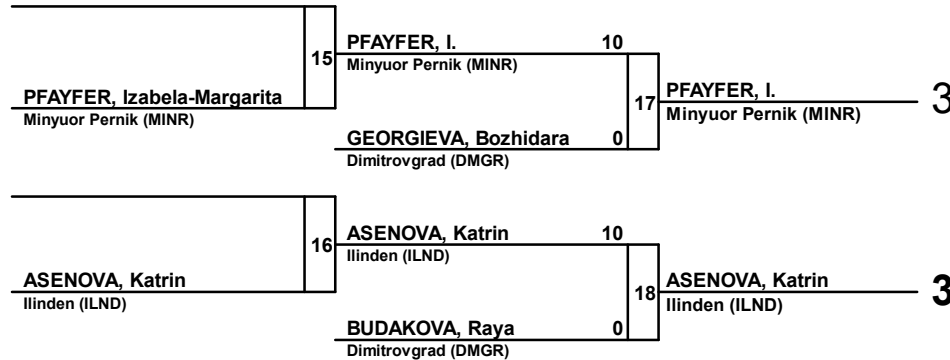 15
PFAYFER, I. 10
Minyuor Pernik (MINR)
PFAYFER, Izabela-Margarita
Minyuor Pernik (MINR)
17
PFAYFER, I.
Minyuor Pernik (MINR)
3
GEORGIEVA, Bozhidara 0
Dimitrovgrad (DMGR)
16
ASENOVA, Katrin 10
Ilinden (ILND)
ASENOVA, Katrin
Ilinden (ILND)
18
ASENOVA, Katrin
Ilinden (ILND)
3
BUDAKOVA, Raya 0
Dimitrovgrad (DMGR)